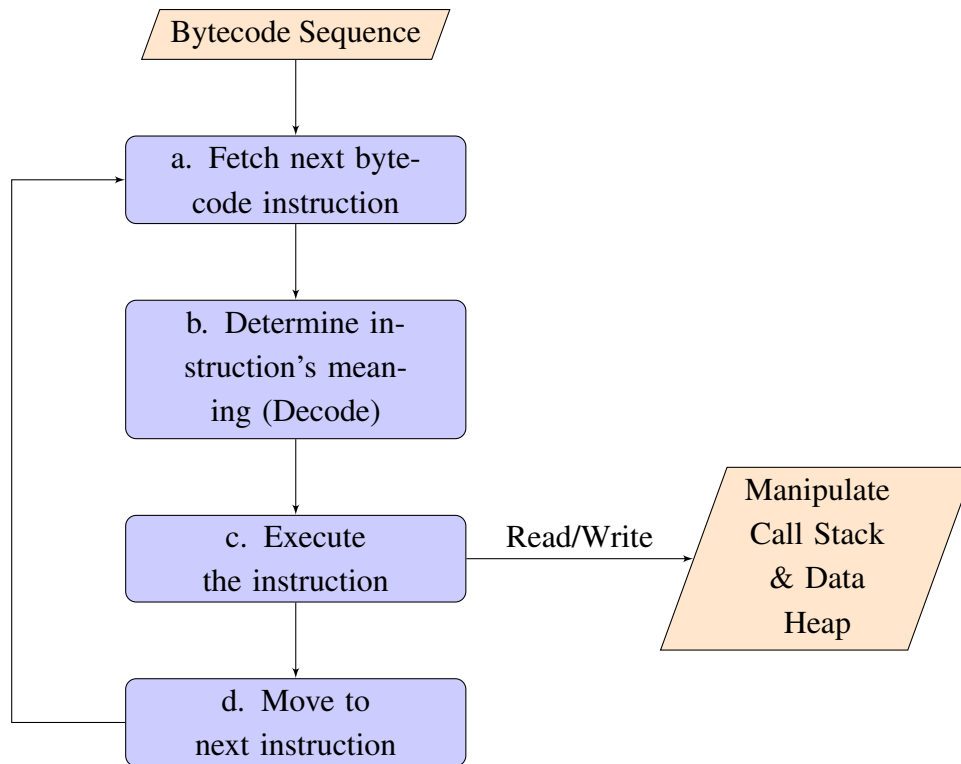 Bytecode Sequence
a. Fetch next byte-
code instruction
b. Determine in-
struction's mean-
ing (Decode)
c. Execute
the instruction
Read/Write
Manipulate
Call Stack
& Data
Heap
d. Move to
next instruction